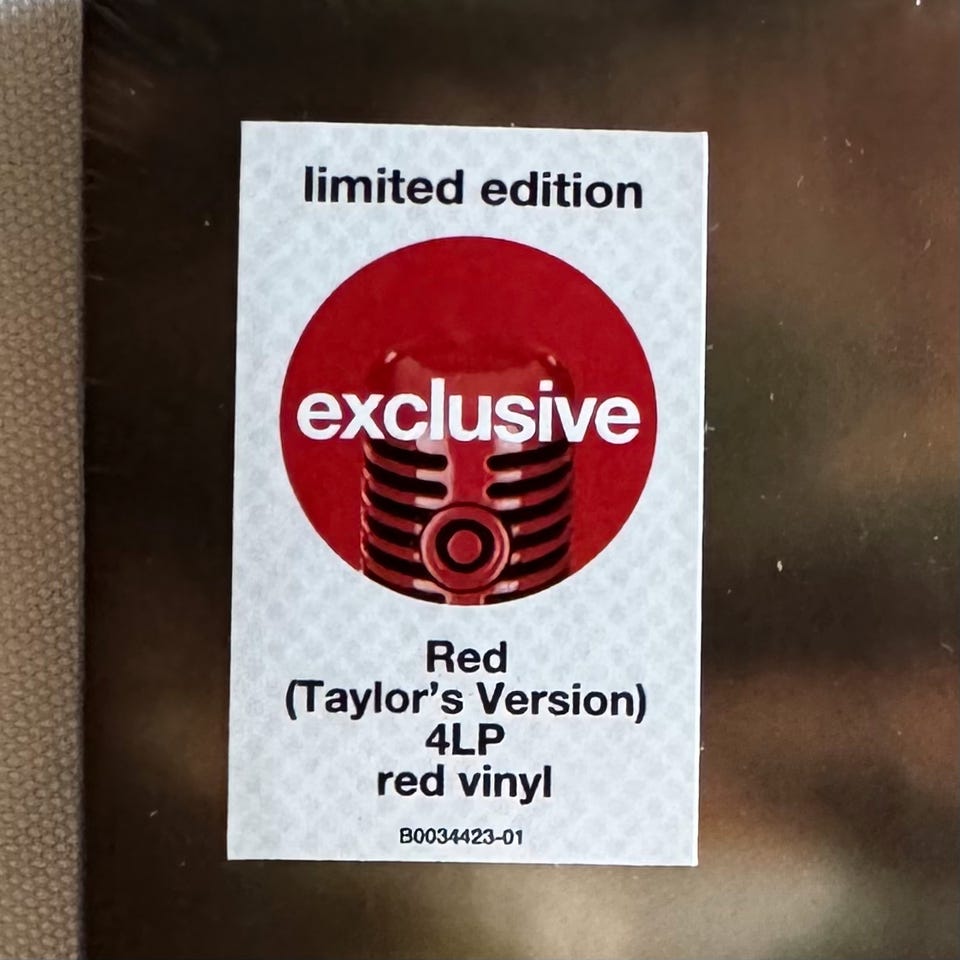 limited edition
exclusive
Red
(Taylor's Version)
4LP
red vinyl
B0034423-01